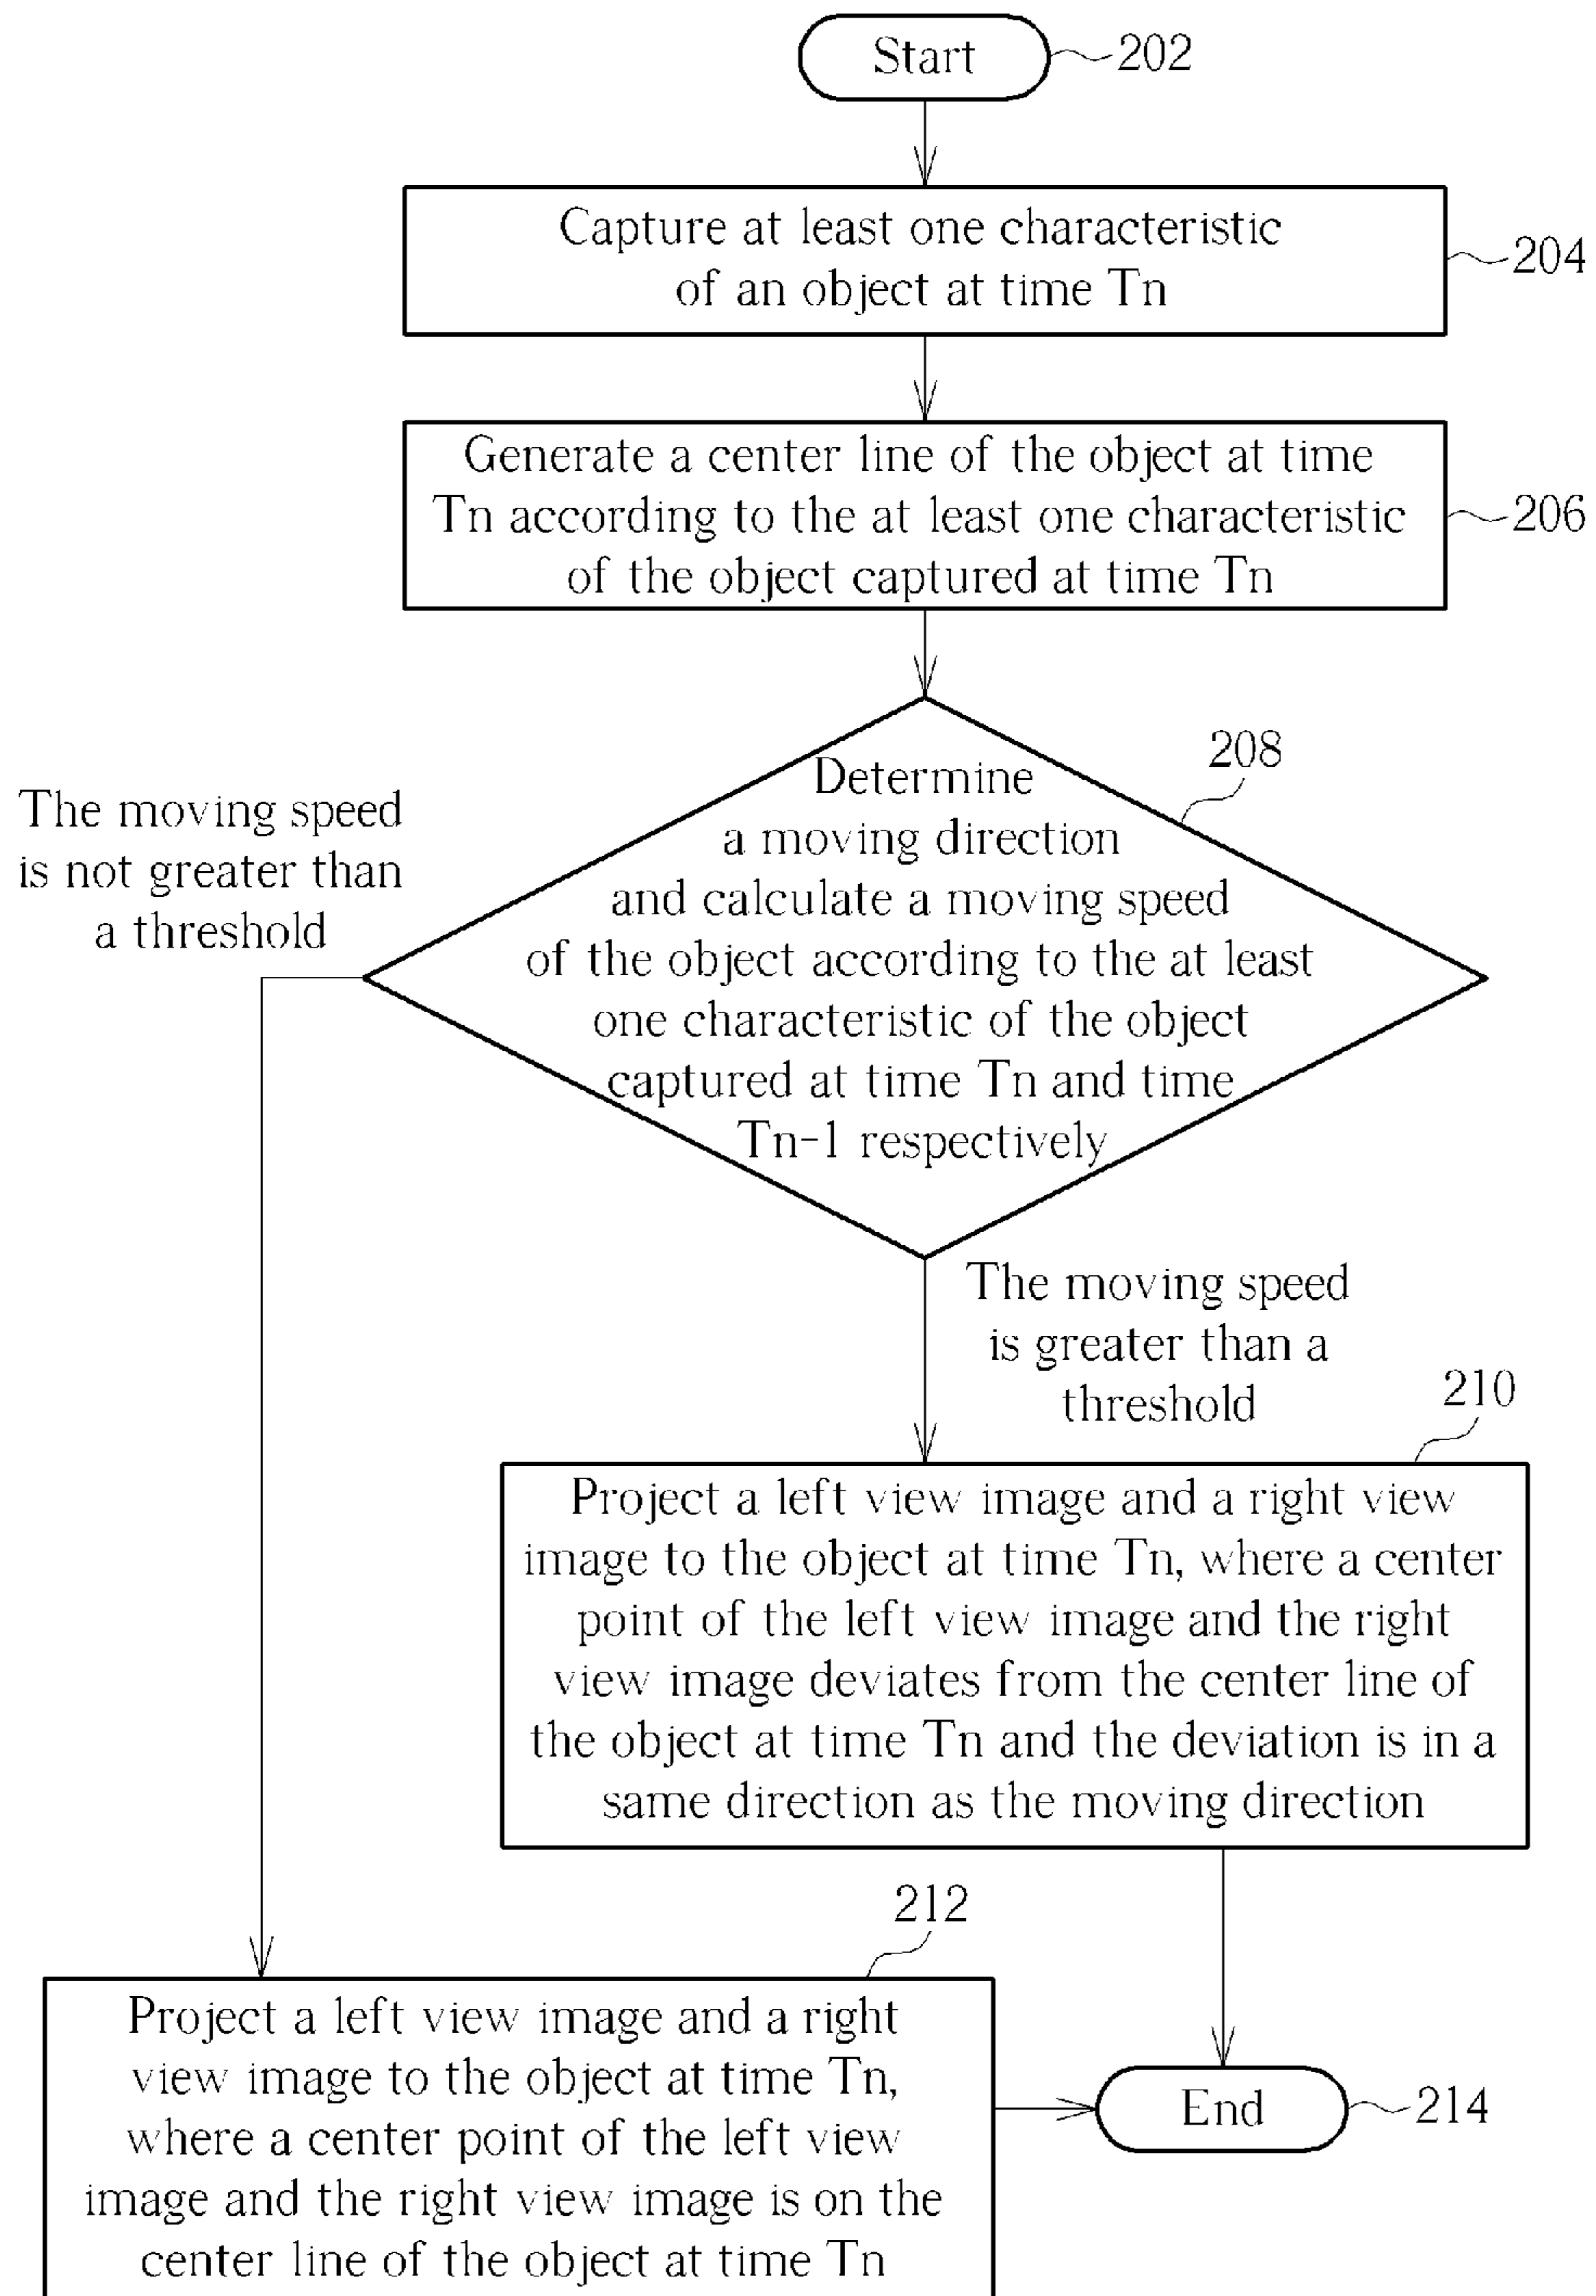 Start
202
Capture at least one characteristic
of an object at time Tn
204
Generate a center line of the object at time
Tn according to the at least one characteristic
of the object captured at time Tn
206
208
Determine
a moving direction
and calculate a moving speed
of the object according to the at least
one characteristic of the object
captured at time Tn and time
Tn-1 respectively
The moving speed
is not greater than
a threshold
The moving speed
is greater than a
threshold
210
Project a left view image and a right view
image to the object at time Tn, where a center
point of the left view image and the right
view image deviates from the center line of
the object at time Tn and the deviation is in a
same direction as the moving direction
212
Project a left view image and a right
view image to the object at time Tn,
where a center point of the left view
image and the right view image is on the
center line of the object at time Tn
End
214